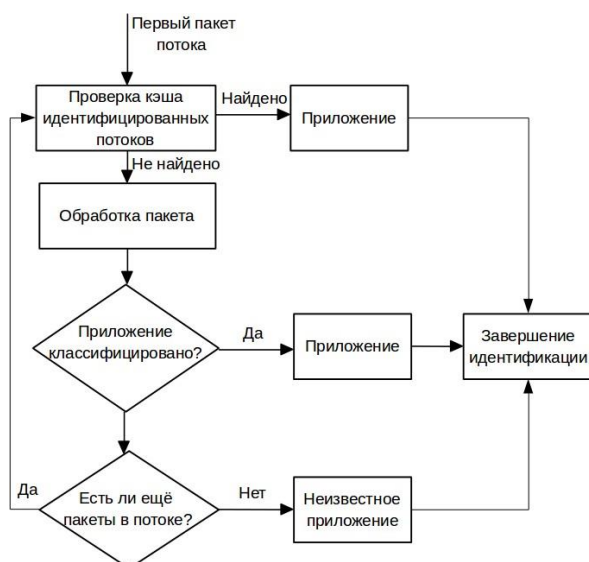 Первый пакет
потока
Проверка кэша
идентифицированных
потоков
Найдено
Приложение
Не найдено
Обработка пакета
Приложение
классифицировано?
Да
Приложение
Завершение
идентификации
Да
Есть ли ещё
пакеты в потоке?
Нет
Неизвестное
приложение